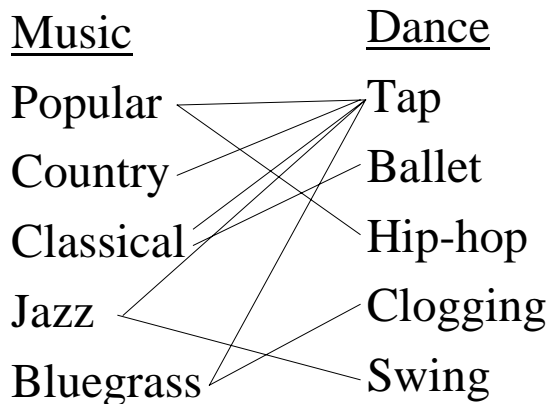 Music
Popular
Country
Classical
Jazz
Bluegrass
Dance
Tap
Ballet
Hip-hop
Clogging
Swing